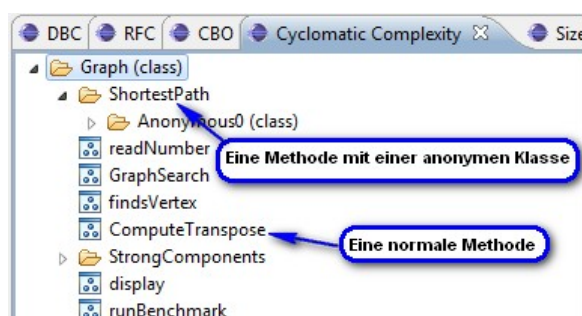 DBC RFC CBO Cyclomatic Complexity Size
Graph (class)
ShortestPath
Anonymous0 (class)
readNumber
Eine Methode mit einer anonymen Klasse
GraphSearch
findsVertex
ComputeTranspose
Eine normale Methode
StrongComponents
display
runBenchmark